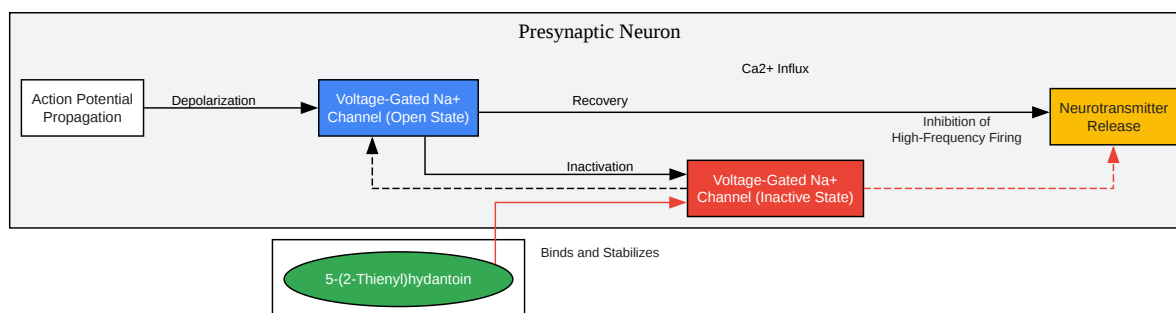 Presynaptic Neuron
Ca2+ Influx
Action Potential
Propagation
Depolarization
Voltage-Gated Na+
Channel (Open State)
Recovery
Neurotransmitter
Release
Inhibition of
High-Frequency Firing
Inactivation
Voltage-Gated Na+
Channel (Inactive State)
Binds and Stabilizes
5-(2-Thienyl)hydantoin